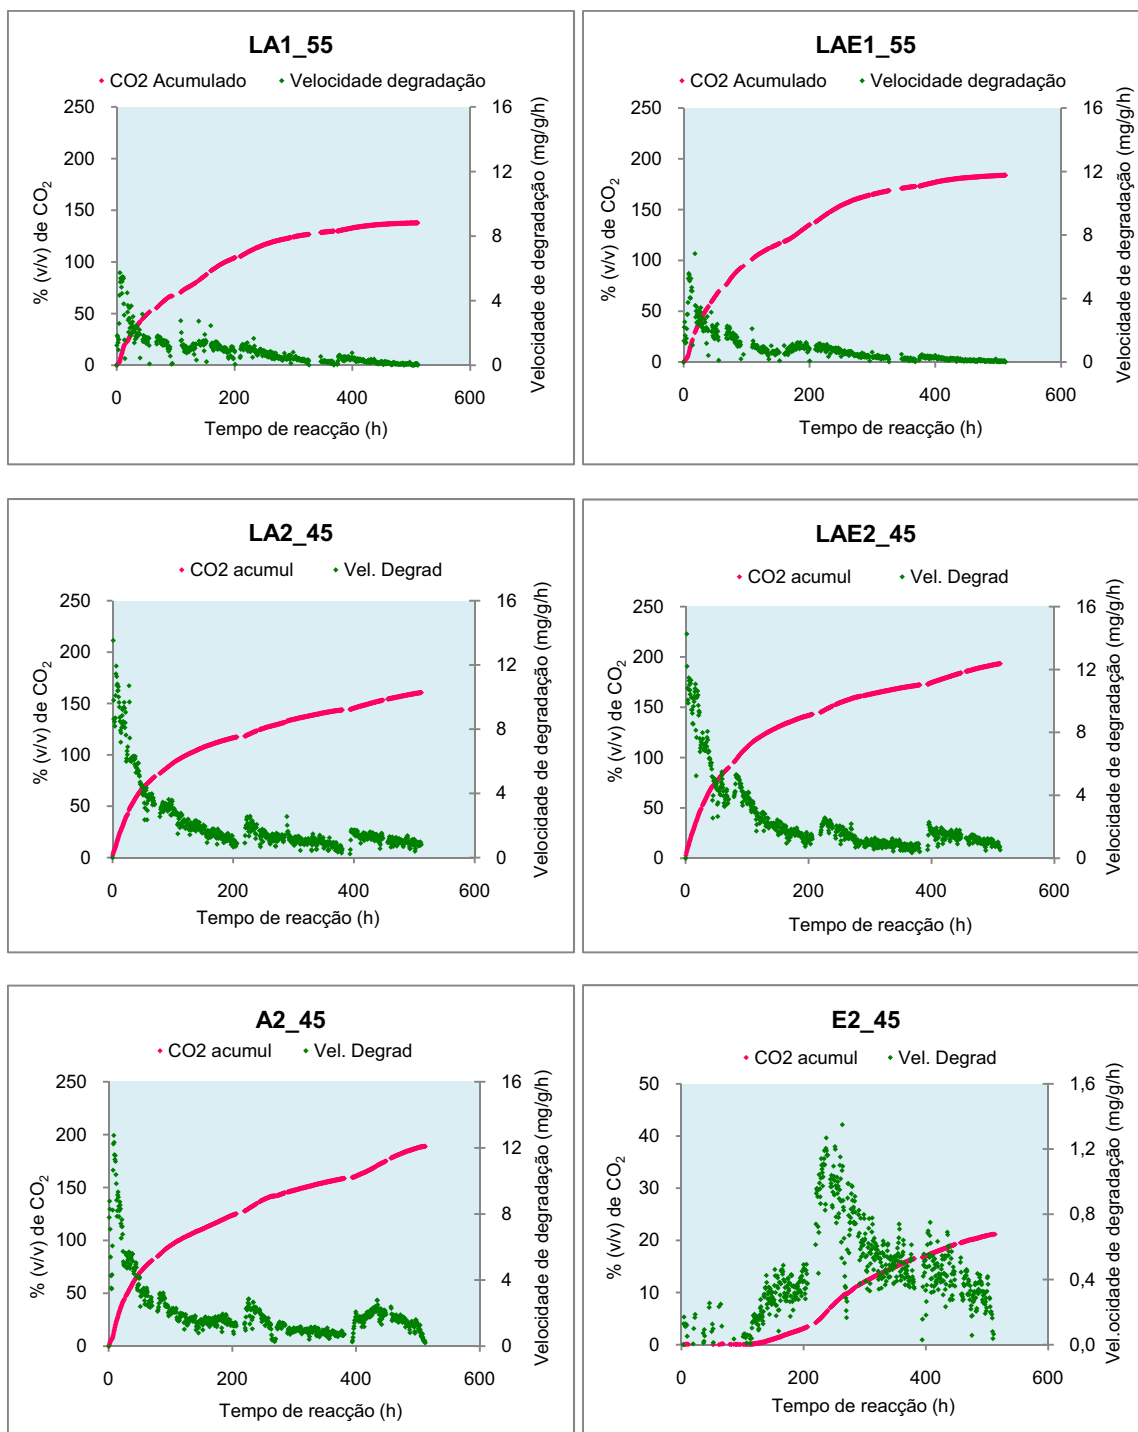 LA1_55
CO2 Acumulado Velocidade degradação
250
200
150
100
50
0
16
12
8
4
0
0 200 400 600
% (v/v) de CO₂
Velocidade de degradação (mg/g/h)
Tempo de reacção (h)
LAE1_55
CO2 Acumulado Velocidade degradação
250
200
150
100
50
0
16
12
8
4
0
0 200 400 600
% (v/v) de CO₂
Velocidade de degradação (mg/g/h)
Tempo de reacção (h)
LA2_45
CO2 acumul Vel. Degrad
250
200
150
100
50
0
16
12
8
4
0
0 200 400 600
% (v/v) de CO₂
Velocidade de degradação (mg/g/h)
Tempo de reacção (h)
LAE2_45
CO2 acumul Vel. Degrad
250
200
150
100
50
0
16
12
8
4
0
0 200 400 600
% (v/v) de CO₂
Velocidade de degradação (mg/g/h)
Tempo de reacção (h)
A2_45
CO2 acumul Vel. Degrad
250
200
150
100
50
0
16
12
8
4
0
0 200 400 600
% (v/v) de CO₂
Velocidade de degradação (mg/g/h)
Tempo de reacção (h)
E2_45
CO2 acumul Vel. Degrad
50
40
30
20
10
0
1,6
1,2
0,8
0,4
0,0
0 200 400 600
% (v/v) de CO₂
Vel.ocidade de degradação (mg/g/h)
Tempo de reacção (h)